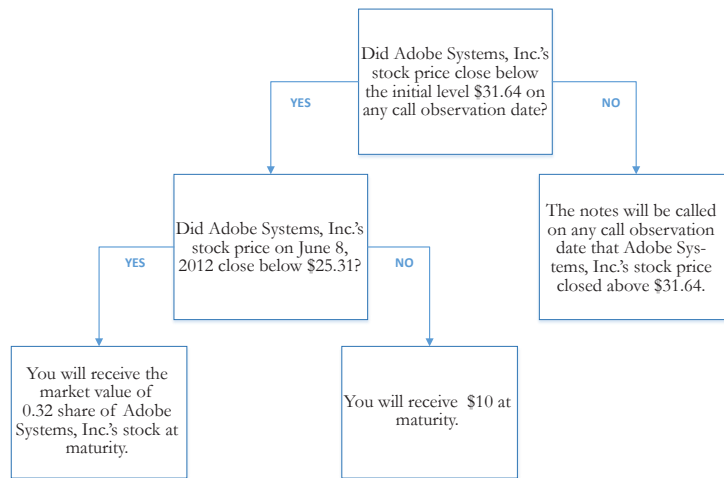 Did Adobe Systems, Inc.'s
stock price close below
the initial level $31.64 on
any call observation date?
YES
NO
Did Adobe Systems, Inc.'s
stock price on June 8,
2012 close below $25.31?
The notes will be called
on any call observation
date that Adobe Sys-
tems, Inc.'s stock price
closed above $31.64.
YES
NO
You will receive the
market value of
0.32 share of Adobe
Systems, Inc.'s stock at
maturity.
You will receive $10 at
maturity.